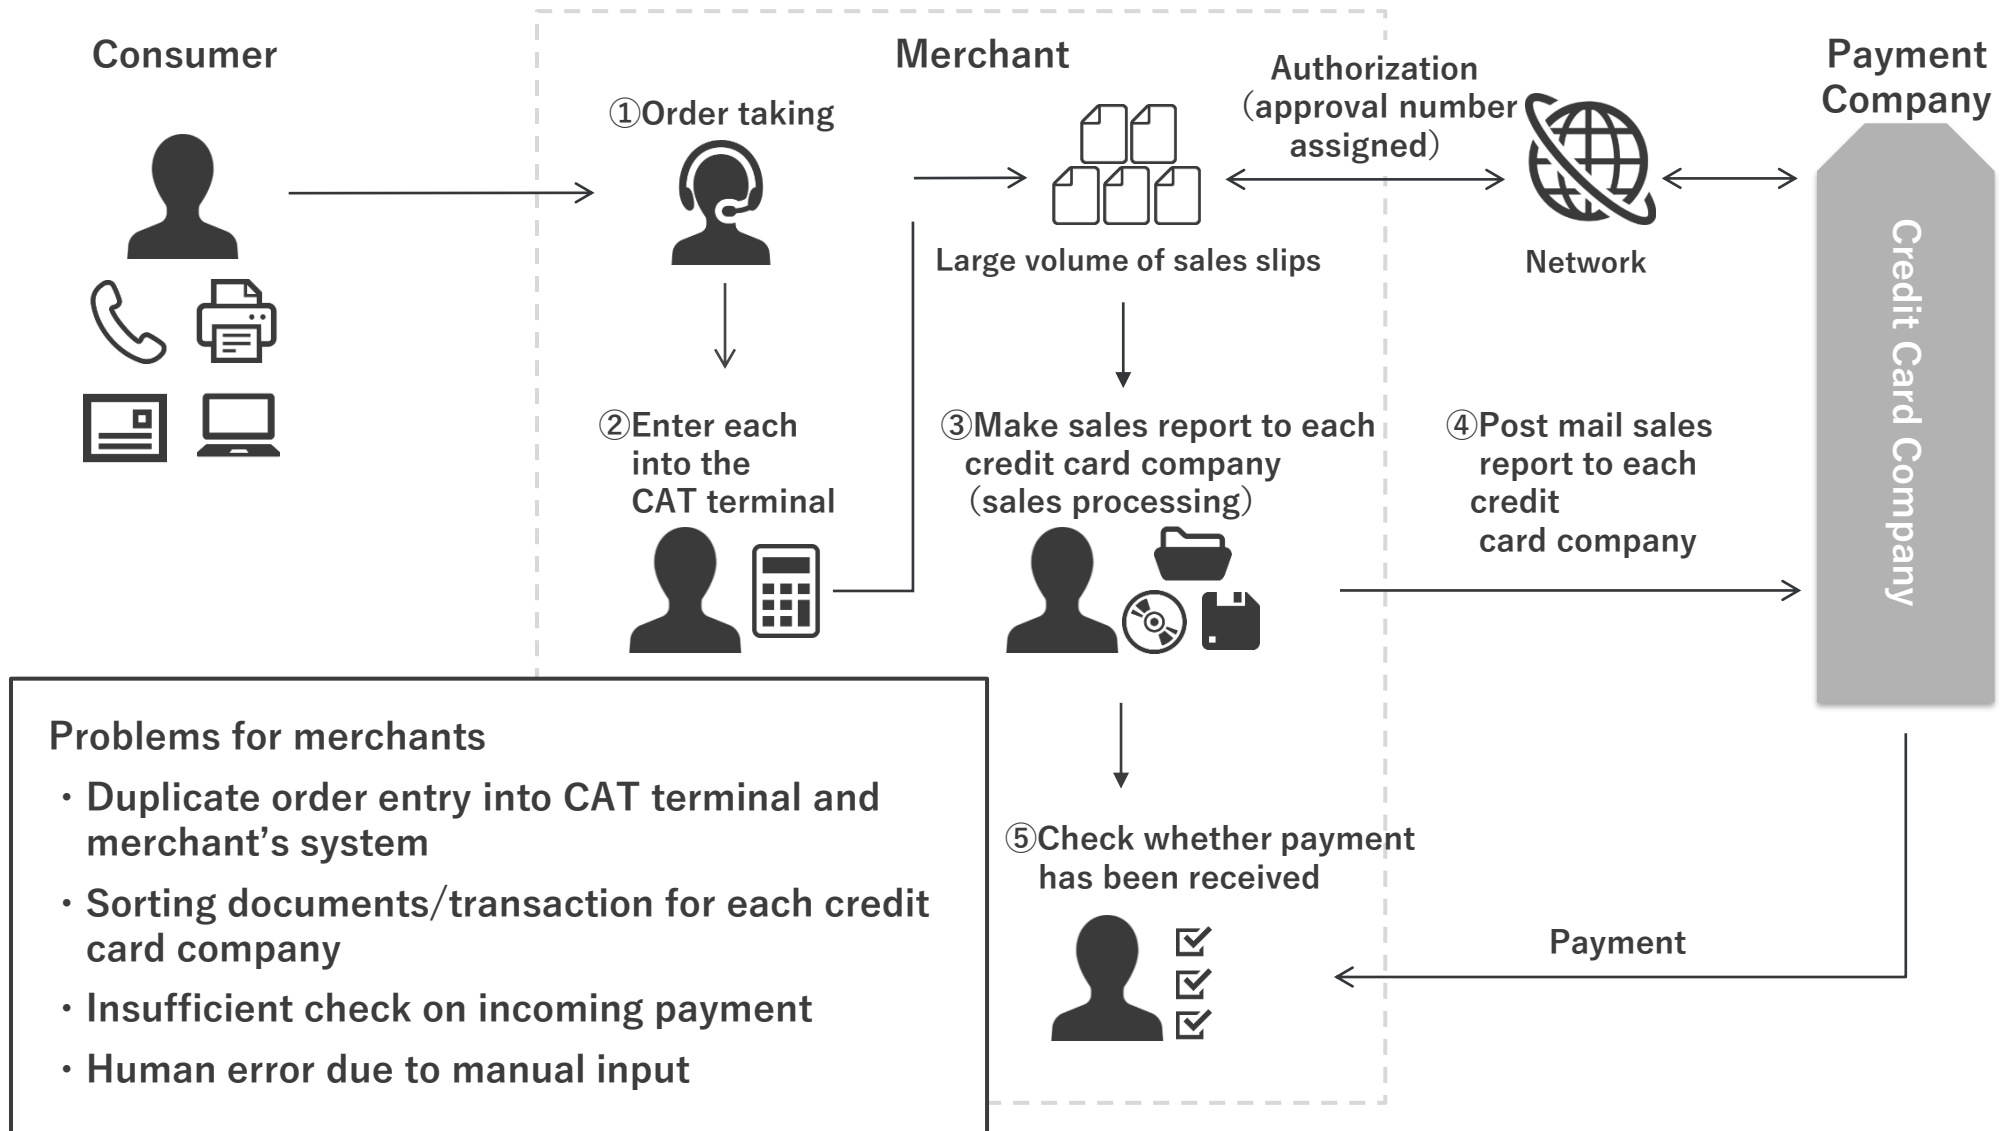 Consumer
Merchant
Payment
Company
①Order taking
Authorization
（approval number
assigned）
Large volume of sales slips
Network
Credit Card Company
②Enter each
into the
CAT terminal
③Make sales report to each
credit card company
（sales processing）
④Post mail sales
report to each
credit
card company
Problems for merchants
・Duplicate order entry into CAT terminal and
merchant’s system
・Sorting documents/transaction for each credit
card company
・Insufficient check on incoming payment
・Human error due to manual input
⑤Check whether payment
has been received
Payment